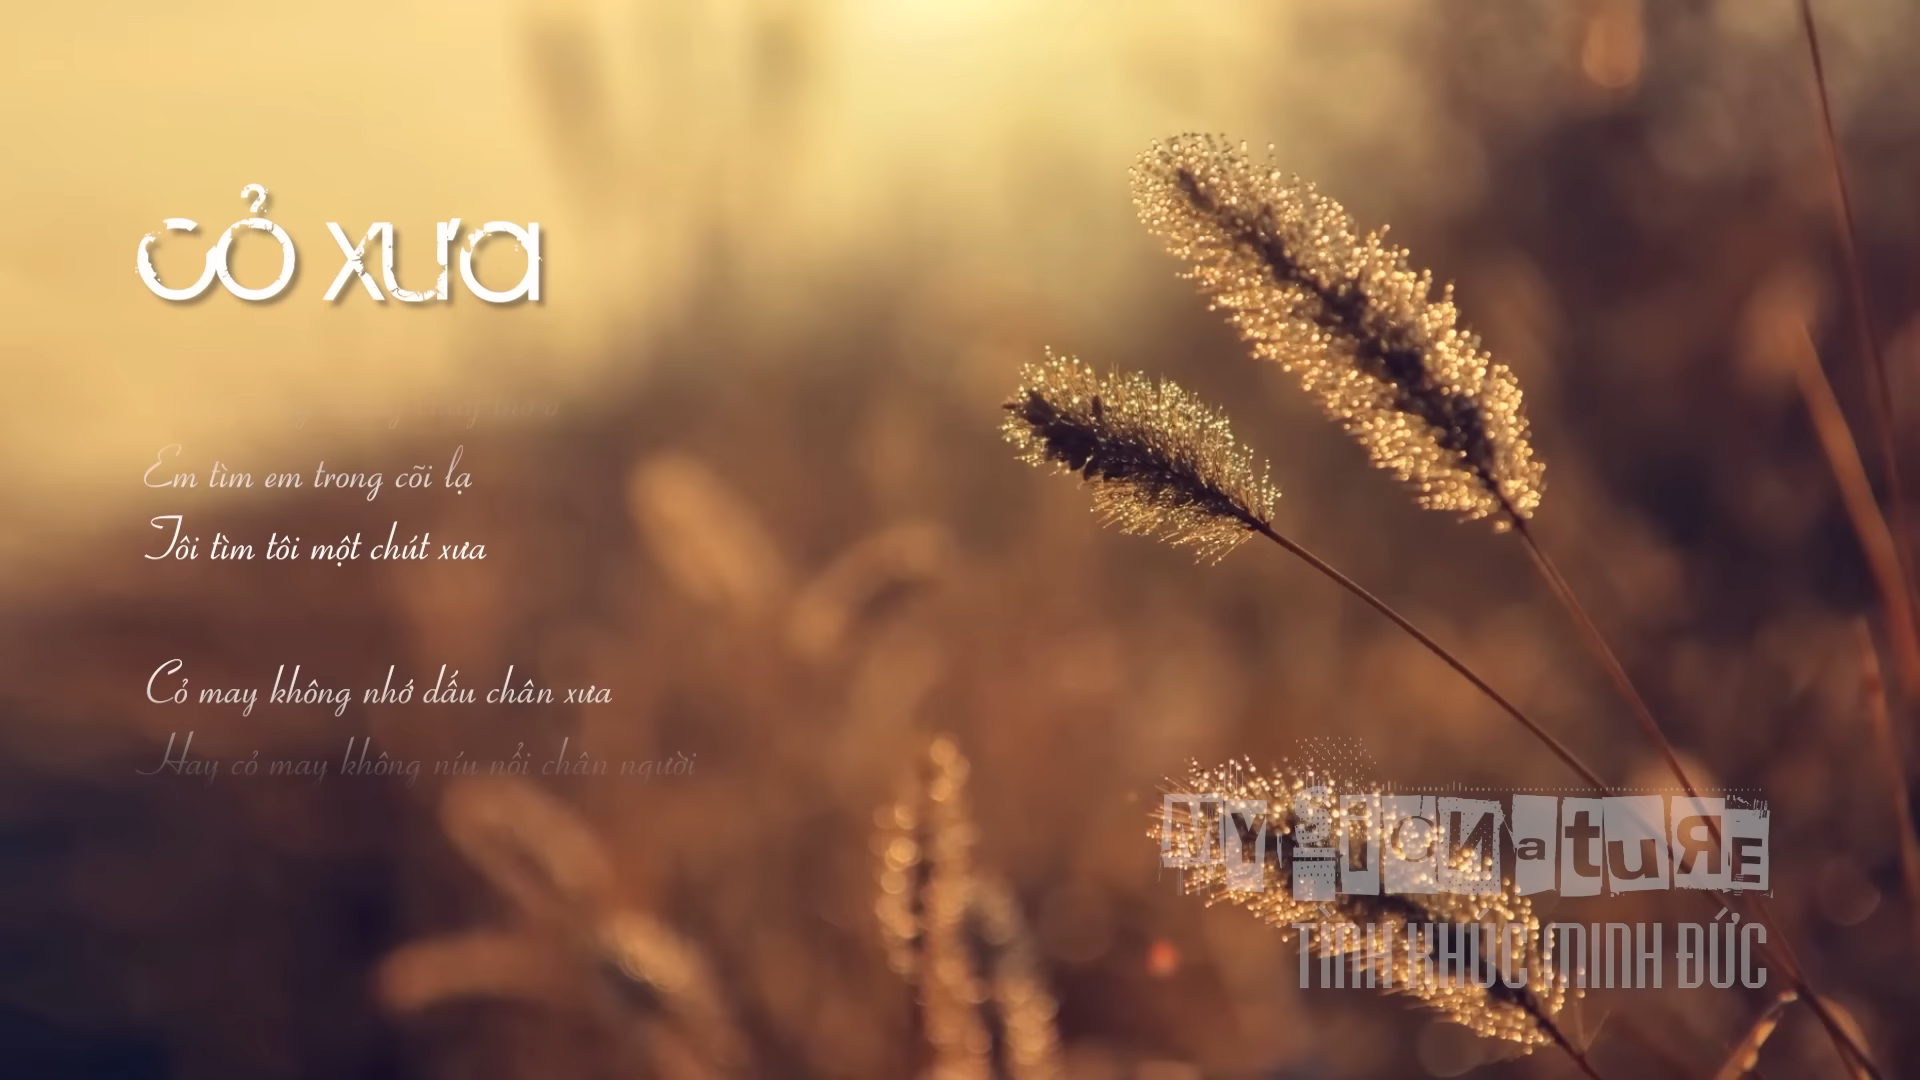 cỏ xưa
Em tìm em trong cõi lạ
Tôi tìm tôi một chút xưa
Cỏ may không nhớ dấu chân xưa
Hay cỏ may không níu nổi chân người
MY SIGNaTURE
TÌNH KHÚC MINH ĐỨC